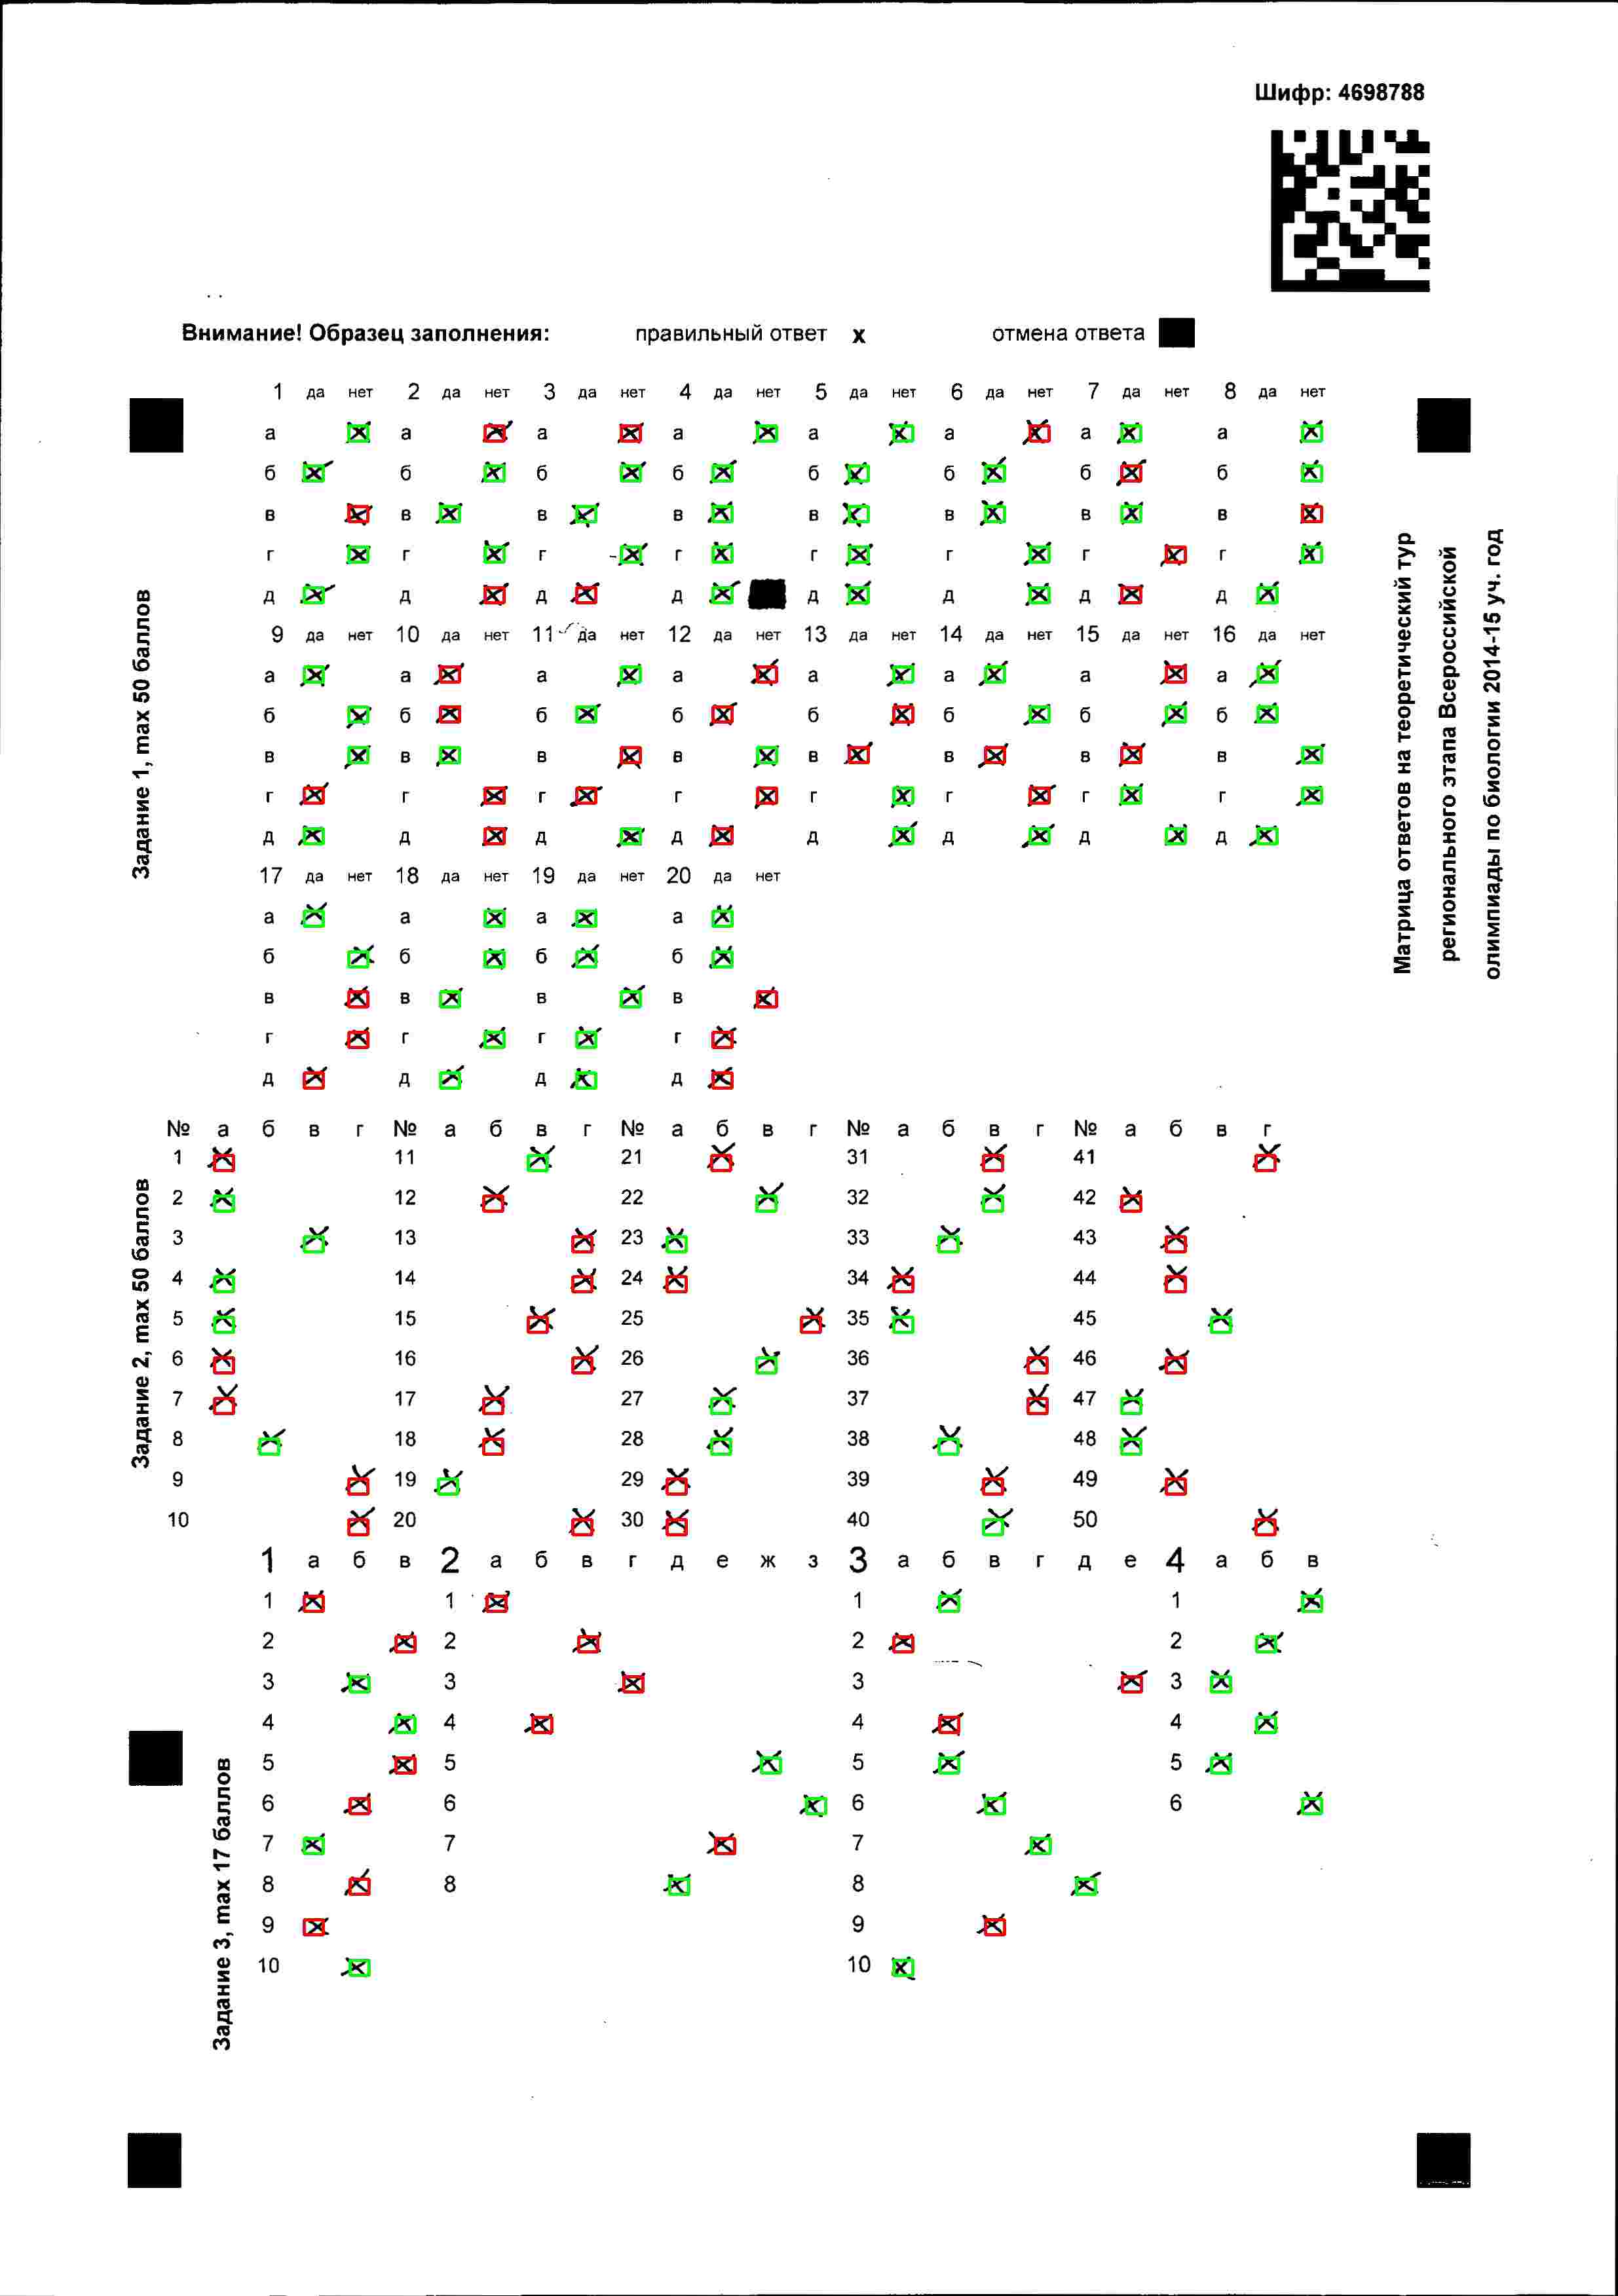 Шифр: 4698788
Внимание! Образец заполнения: правильный ответ х отмена ответа
1 да нет 2 да нет 3 да нет 4 да нет 5 да нет 6 да нет 7 да нет 8 да нет
а а а а а а а а
б б б б б б б б
в в в в в в в в
г г г г г г г г
д д д д д д д д
9 да нет 10 да нет 11 да нет 12 да нет 13 да нет 14 да нет 15 да нет 16 да нет
а а а а а а а а
б б б б б б б б
в в в в в в в в
г г г г г г г г
д д д д д д д д
17 да нет 18 да нет 19 да нет 20 да нет
а а а а
б б б б
в в в в
г г г г
д д д д
Задание 1, max 50 баллов
Матрица ответов на теоретический тур
регионального этапа Всероссийской
олимпиады по биологии 2014-15 уч. год
№ а б в г № а б в г № а б в г № а б в г № а б в г
1 11 21 31 41
2 12 22 32 42
3 13 23 33 43
4 14 24 34 44
5 15 25 35 45
6 16 26 36 46
7 17 27 37 47
8 18 28 38 48
9 19 29 39 49
10 20 30 40 50
Задание 2, max 50 баллов
1 а б в 2 а б в г д е ж з 3 а б в г д е 4 а б в
1 1 1 1
2 2 2 2
3 3 3 3
4 4 4 4
5 5 5 5
6 6 6 6
7 7 7
8 8 8
9 9
10 10
Задание 3, max 17 баллов